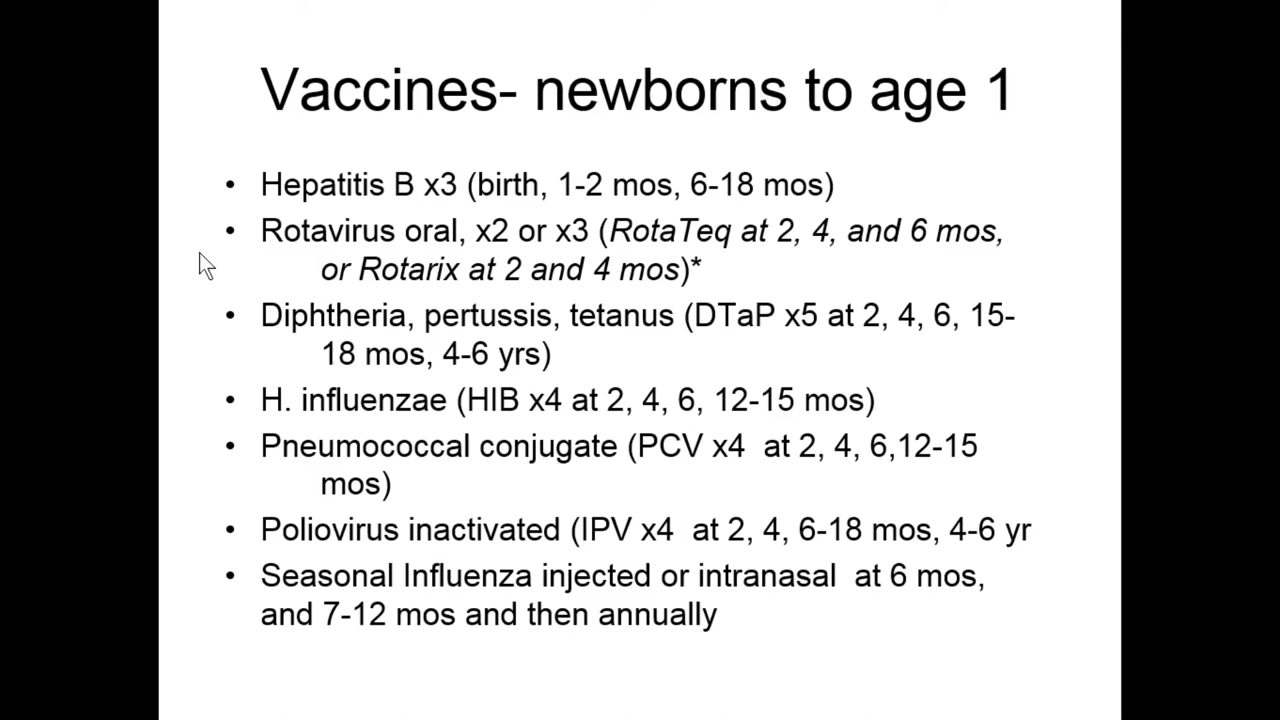 Vaccines- newborns to age 1
• Hepatitis B x3 (birth, 1-2 mos, 6-18 mos)
• Rotavirus oral, x2 or x3 (RotaTeq at 2, 4, and 6 mos,
or Rotarix at 2 and 4 mos)*
• Diphtheria, pertussis, tetanus (DTaP x5 at 2, 4, 6, 15-
18 mos, 4-6 yrs)
• H. influenzae (HIB x4 at 2, 4, 6, 12-15 mos)
• Pneumococcal conjugate (PCV x4  at 2, 4, 6,12-15
mos)
• Poliovirus inactivated (IPV x4  at 2, 4, 6-18 mos, 4-6 yr
• Seasonal Influenza injected or intranasal  at 6 mos,
and 7-12 mos and then annually